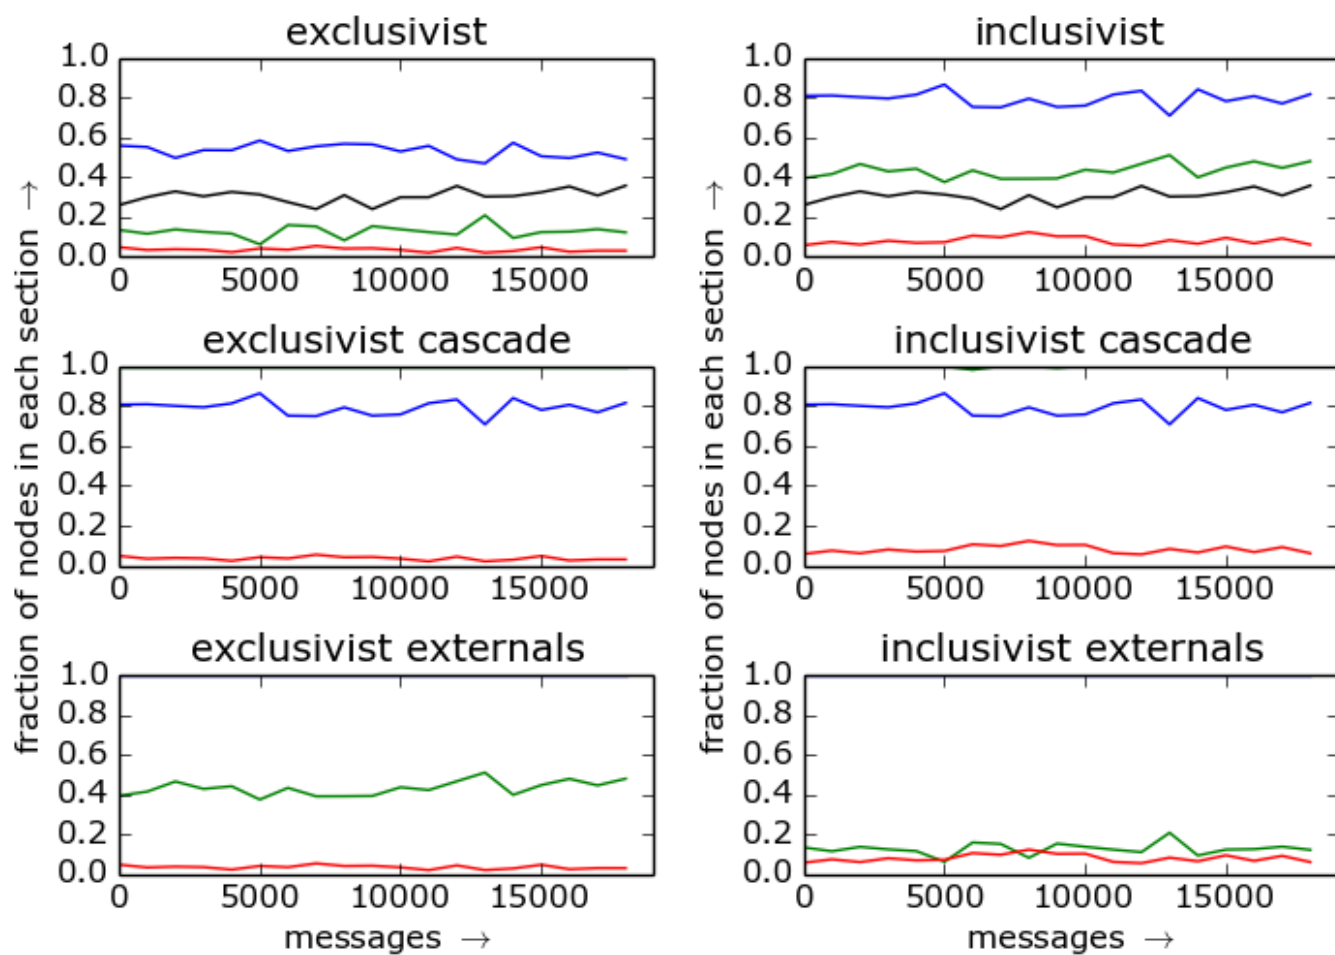 exclusivist
1.0
0.8
0.6
0.4
0.2
0.0
0 5000 10000 15000
inclusivist
1.0
0.8
0.6
0.4
0.2
0.0
0 5000 10000 15000
exclusivist cascade
1.0
0.8
0.6
0.4
0.2
0.0
0 5000 10000 15000
inclusivist cascade
1.0
0.8
0.6
0.4
0.2
0.0
0 5000 10000 15000
exclusivist externals
1.0
0.8
0.6
0.4
0.2
0.0
0 5000 10000 15000
inclusivist externals
1.0
0.8
0.6
0.4
0.2
0.0
0 5000 10000 15000
fraction of nodes in each section →
fraction of nodes in each section →
messages →
messages →